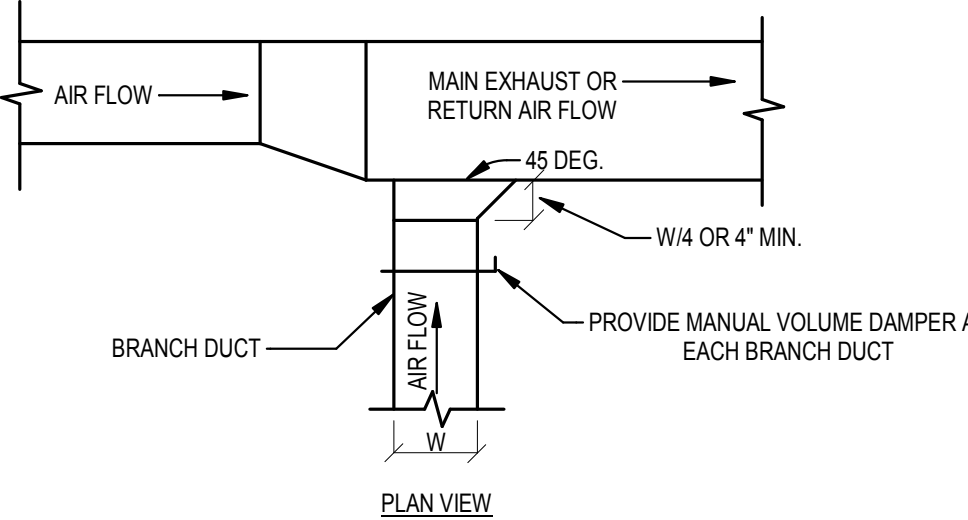 AIR FLOW
MAIN EXHAUST OR
RETURN AIR FLOW
45 DEG.
W/4 OR 4" MIN.
PROVIDE MANUAL VOLUME DAMPER A
EACH BRANCH DUCT
BRANCH DUCT
AIR FLOW
W
PLAN VIEW